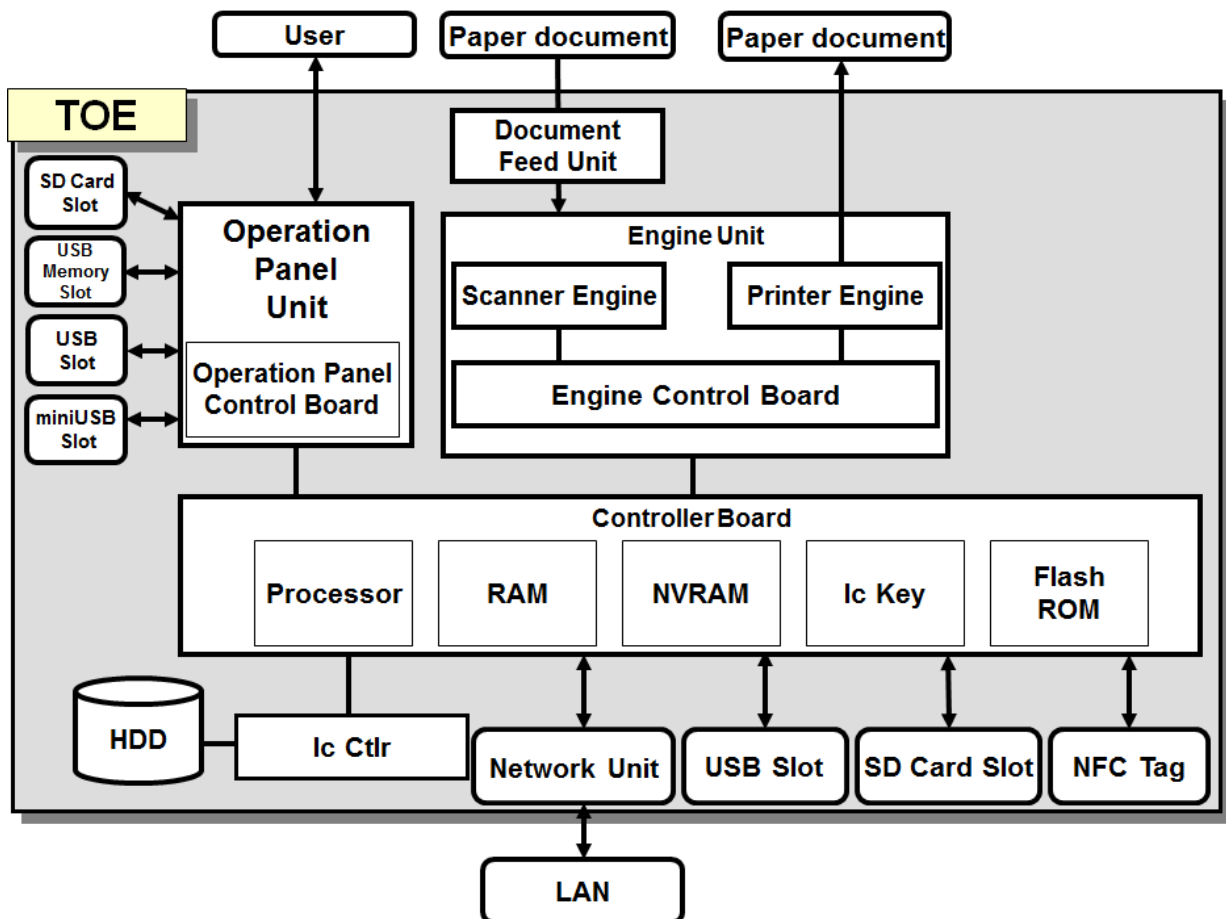 User
Paper document
Paper document
TOE
Document
Feed Unit
SD Card
Slot
USB
Memory
Slot
USB
Slot
miniUSB
Slot
Operation
Panel
Unit
Operation Panel
Control Board
Engine Unit
Scanner Engine
Printer Engine
Engine Control Board
Controller Board
Processor
RAM
NVRAM
Ic Key
Flash
ROM
HDD
Ic Ctlr
Network Unit
USB Slot
SD Card Slot
NFC Tag
LAN